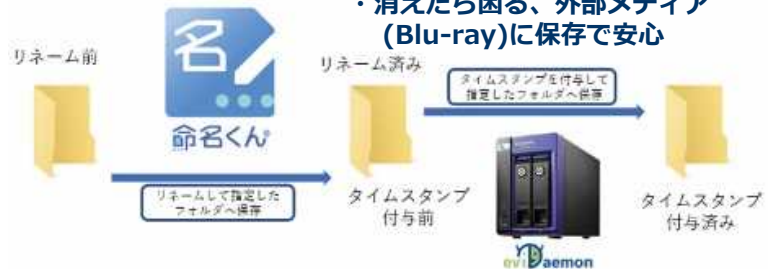 ・消えたら困る、外部メディア
(Blu-ray)に保存で安心
リネーム前
名
命名くん
リネーム済み
タイムスタンプを付与して
指定したフォルダへ保存
リネームして指定した
フォルダへ保存
タイムスタンプ
付与前
eviDaemon
タイムスタンプ
付与済み